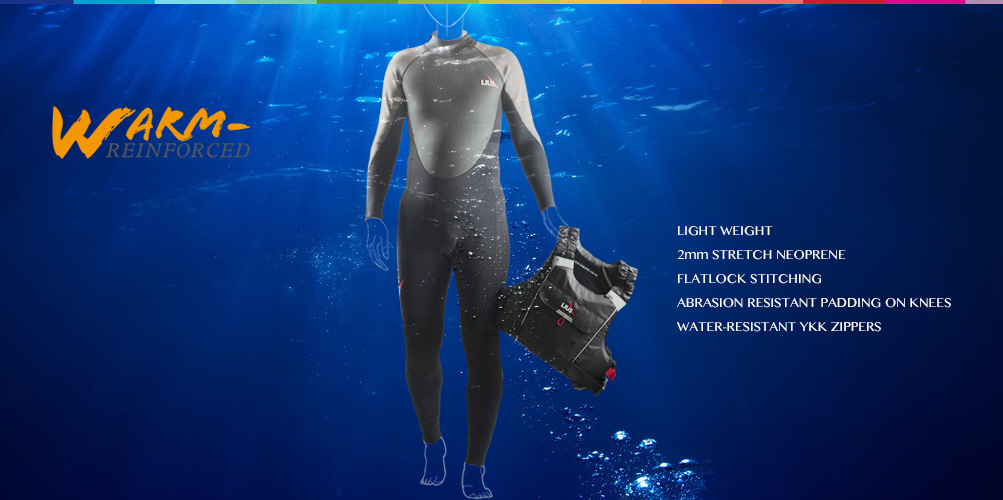 WARM-
REINFORCED
LIGHT WEIGHT
2mm STRETCH NEOPRENE
FLATLOCK STITCHING
ABRASION RESISTANT PADDING ON KNEES
WATER-RESISTANT YKK ZIPPERS